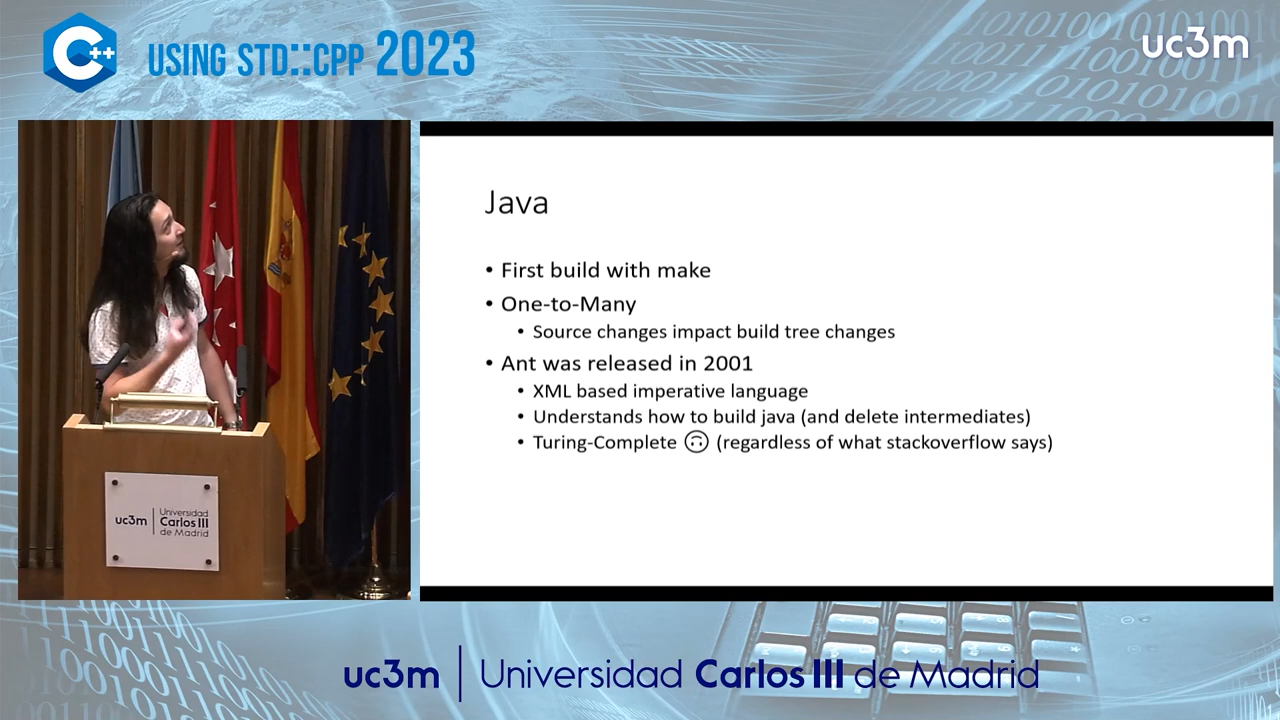 C++
USING STD::CPP 2023
uc3m
Java
• First build with make
• One-to-Many
• Source changes impact build tree changes
• Ant was released in 2001
• XML based imperative language
• Understands how to build java (and delete intermediates)
• Turing-Complete 🙃 (regardless of what stackoverflow says)
uc3m | Universidad
Carlos III
de Madrid
uc3m | Universidad Carlos III de Madrid